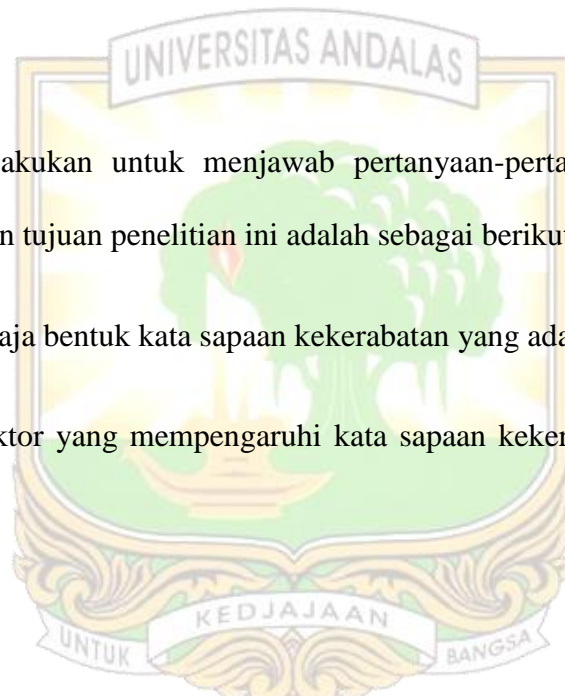 UNIVERSITAS ANDALAS
akukan untuk menjawab pertanyaan-perta
n tujuan penelitian ini adalah sebagai berikut
aja bentuk kata sapaan kekerabatan yang ada
ktor yang mempengaruhi kata sapaan keker
KEDJAJAAN
UNTUK BANGSA